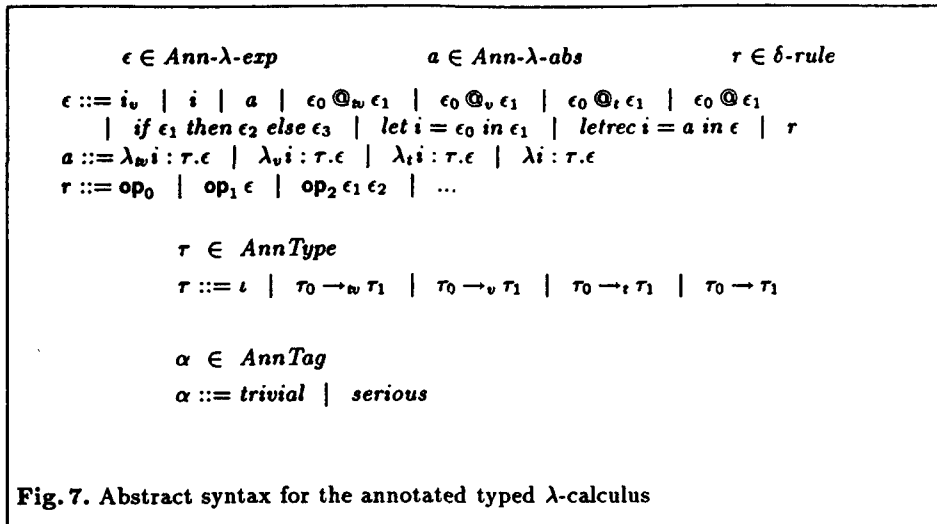 ϵ ∈ Ann-λ-exp a ∈ Ann-λ-abs r ∈ δ-rule
ϵ ::= i_v | i | a | ϵ₀ @_tv ϵ₁ | ϵ₀ @_v ϵ₁ | ϵ₀ @_t ϵ₁ | ϵ₀ @ ϵ₁
| if ϵ₁ then ϵ₂ else ϵ₃ | let i = ϵ₀ in ϵ₁ | letrec i = a in ϵ | r
a ::= λ_tv i : τ.ϵ | λ_v i : τ.ϵ | λ_t i : τ.ϵ | λi : τ.ϵ
r ::= op₀ | op₁ ϵ | op₂ ϵ₁ ϵ₂ | ...
τ ∈ AnnType
τ ::= ι | τ₀ →_tv τ₁ | τ₀ →_v τ₁ | τ₀ →_t τ₁ | τ₀ → τ₁
α ∈ AnnTag
α ::= trivial | serious
Fig. 7. Abstract syntax for the annotated typed λ-calculus